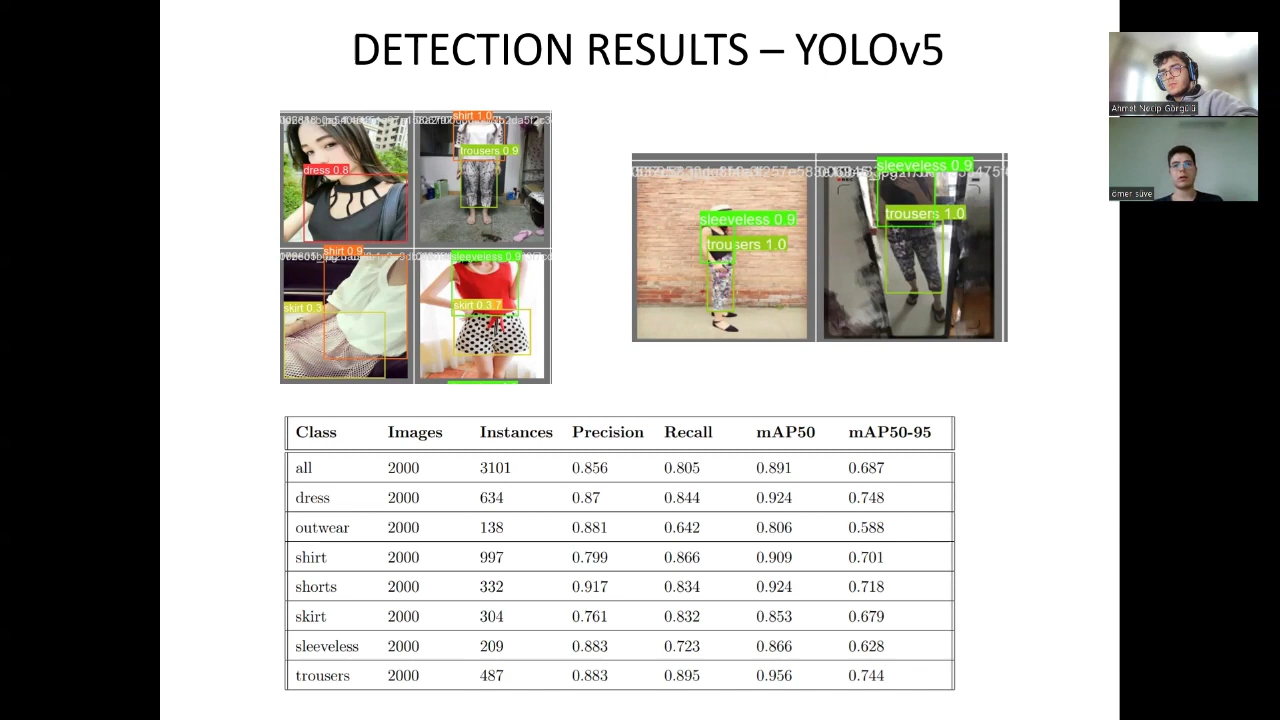 DETECTION RESULTS – YOLOv5
shirt 1.0
trousers 0.9
dress 0.8
shirt 0.9
sleeveless 0.9
skirt 0.3
skirt 0.3
sleeveless 0.9
trousers 1.0
sleeveless 0.9
trousers 1.0
Ahmet Necip Görgülü
ömer süve
Class Images Instances Precision Recall mAP50 mAP50-95
all 2000 3101 0.856 0.805 0.891 0.687
dress 2000 634 0.87 0.844 0.924 0.748
outwear 2000 138 0.881 0.642 0.806 0.588
shirt 2000 997 0.799 0.866 0.909 0.701
shorts 2000 332 0.917 0.834 0.924 0.718
skirt 2000 304 0.761 0.832 0.853 0.679
sleeveless 2000 209 0.883 0.723 0.866 0.628
trousers 2000 487 0.883 0.895 0.956 0.744